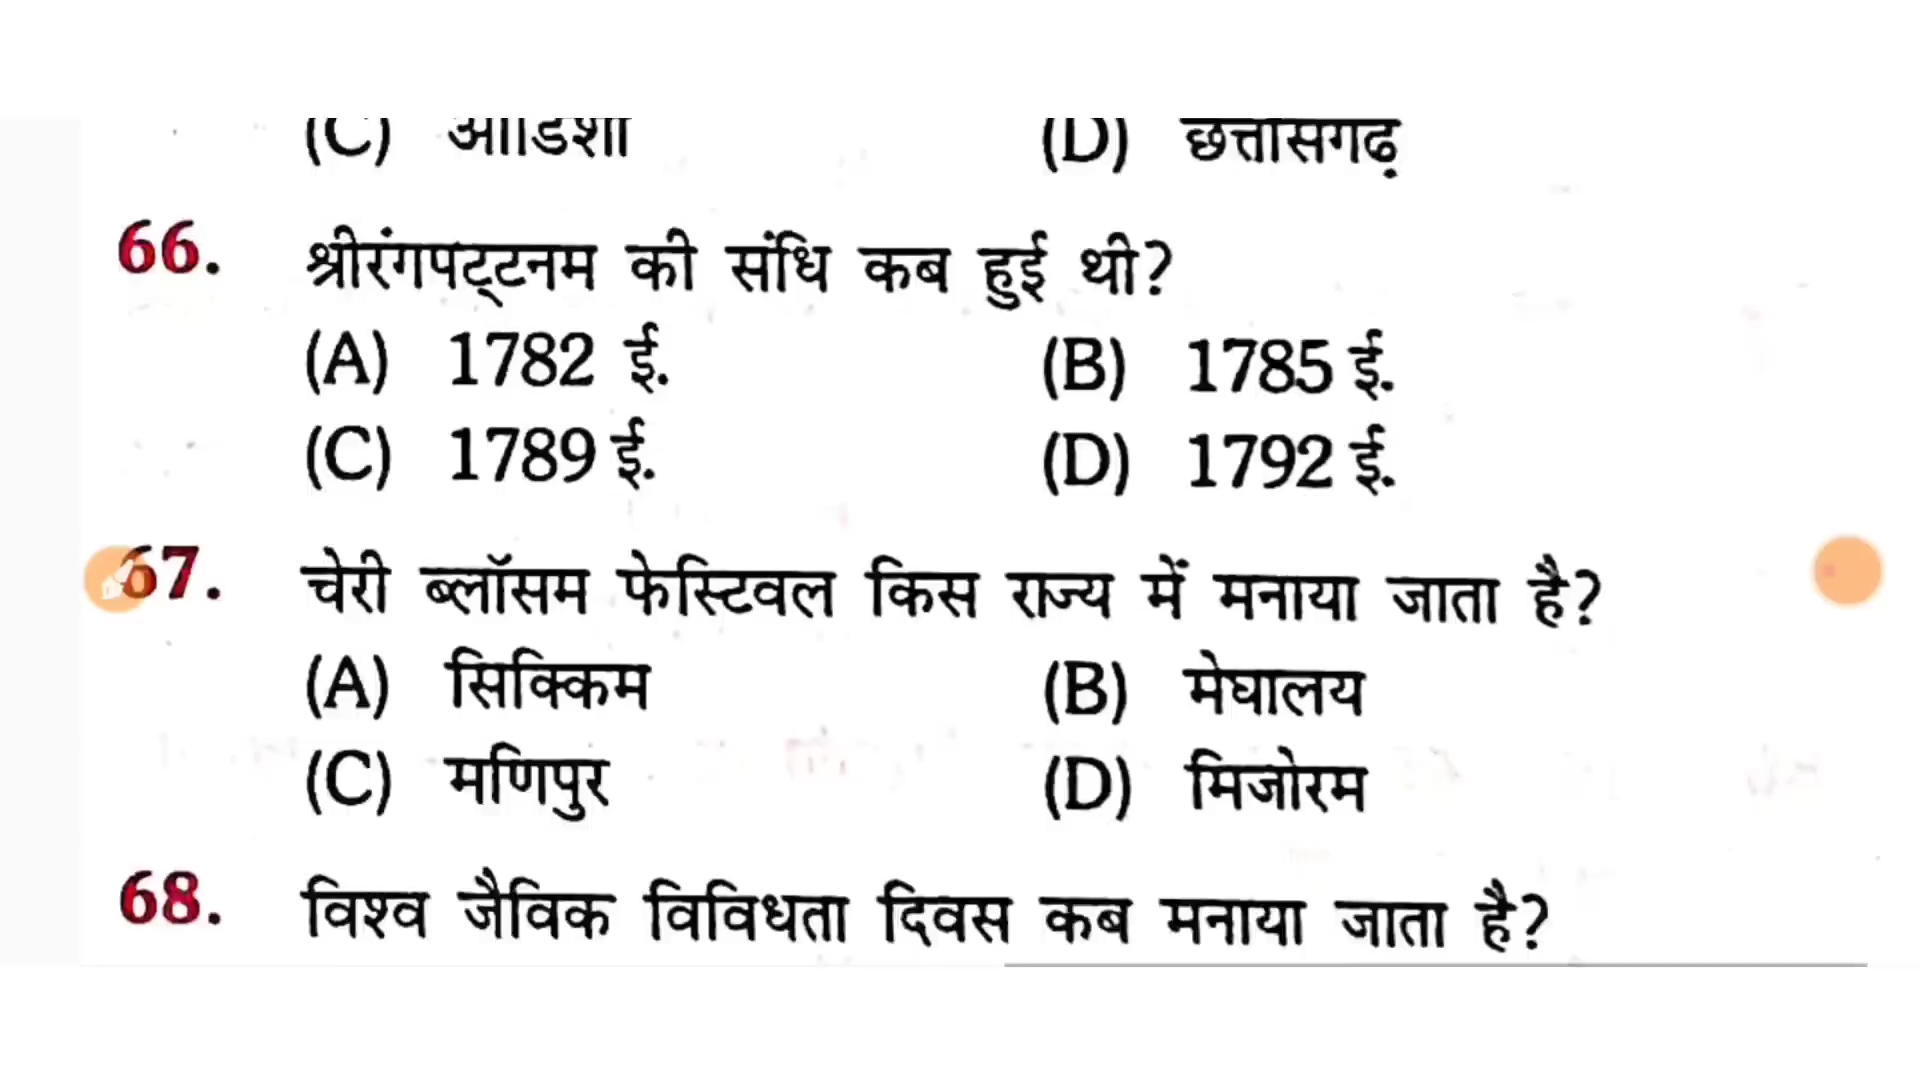 (C) ओडिशा (D) छत्तीसगढ़
66. श्रीरंगपट्टनम की संधि कब हुई थी?
(A) 1782 ई. (B) 1785 ई.
(C) 1789 ई. (D) 1792 ई.
67. चेरी ब्लॉसम फेस्टिवल किस राज्य में मनाया जाता है?
(A) सिक्किम (B) मेघालय
(C) मणिपुर (D) मिजोरम
68. विश्व जैविक विविधता दिवस कब मनाया जाता है?